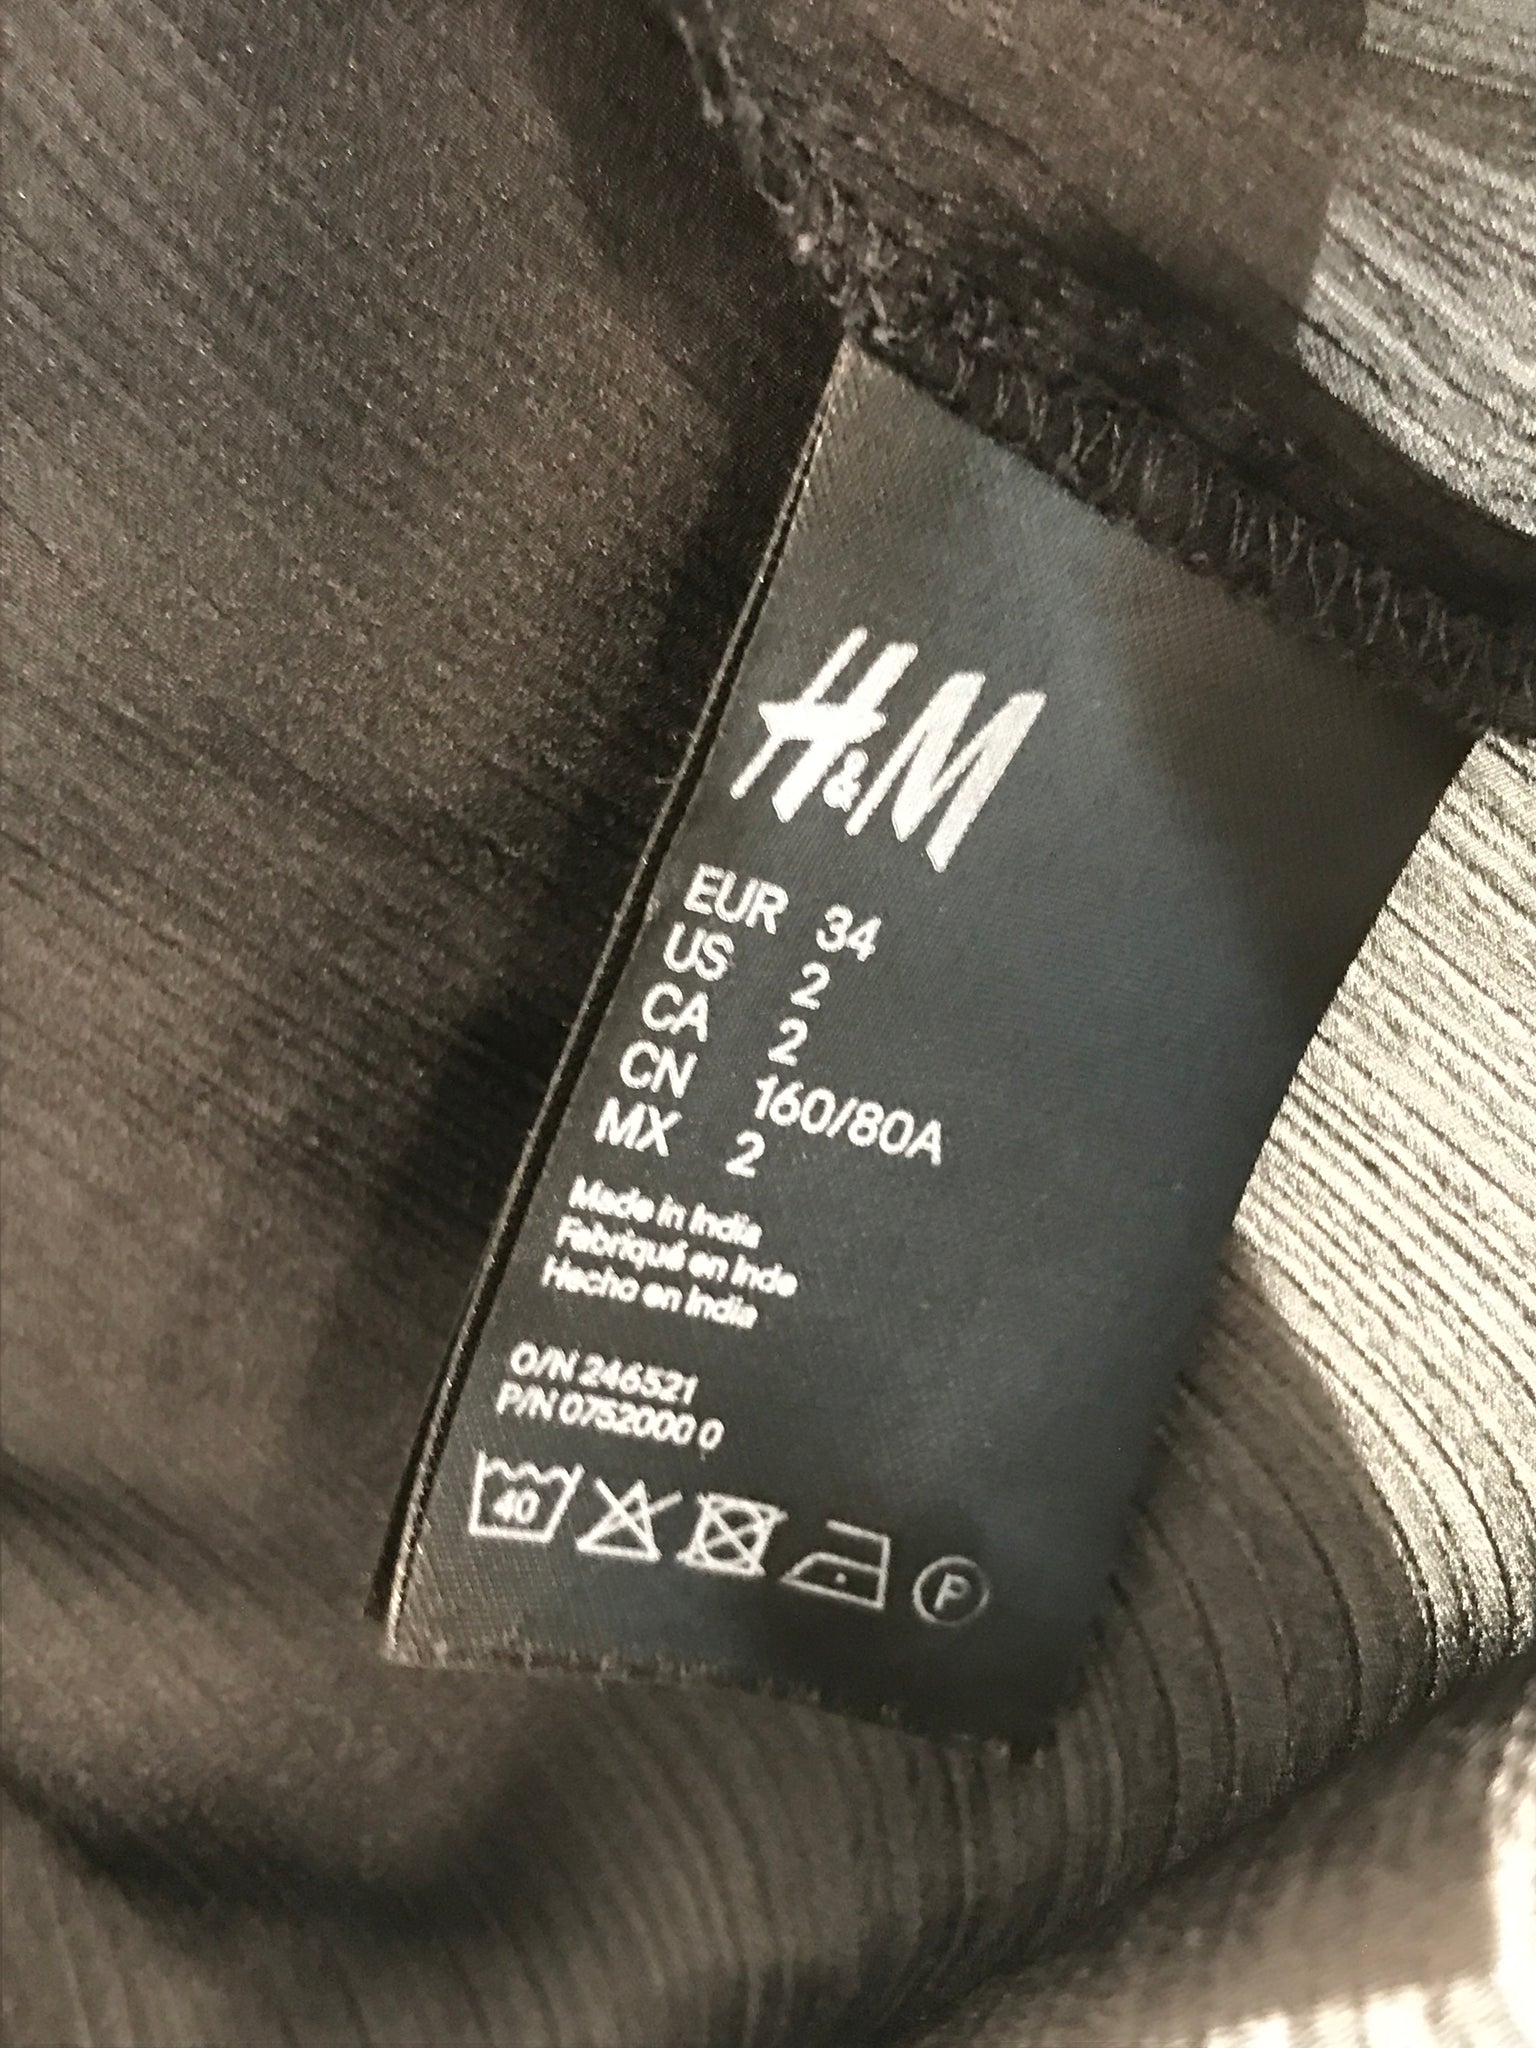 H&M
EUR 34
US 2
CA 2
CN 160/80A
MX 2
Made in India
Fabriqué en Inde
Hecho en India
O/N 246521
P/N 0752000 0
40
P